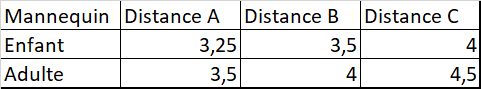 Mannequin Distance A Distance B Distance C
Enfant 3,25 3,5 4
Adulte 3,5 4 4,5